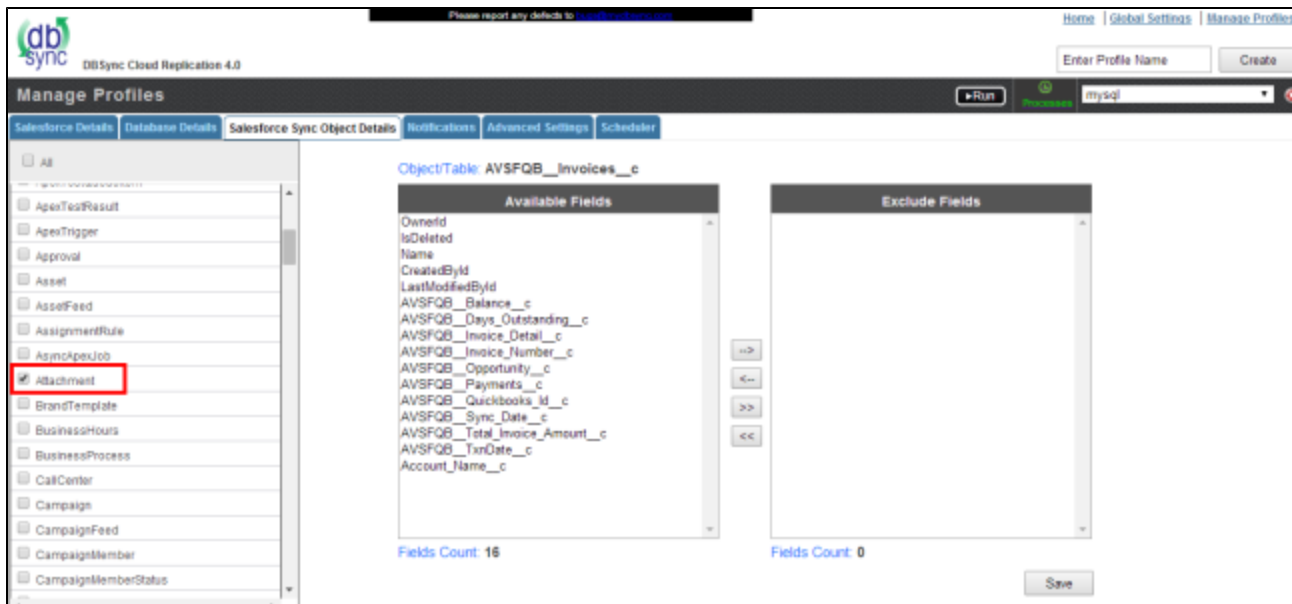 Please report any defects to
Home | Global Settings | Manage Profiles
db
sync
DBSync Cloud Replication 4.0
Enter Profile Name
Create
Manage Profiles
Run
Processes
mysql
Salesforce Details
Database Details
Salesforce Sync Object Details
Notifications
Advanced Settings
Scheduler
All
ApexTestResult
ApexTrigger
Approval
Asset
AssetFeed
AssignmentRule
AsyncApexJob
Attachment
BrandTemplate
BusinessHours
BusinessProcess
CallCenter
Campaign
CampaignFeed
CampaignMember
CampaignMemberStatus
Object/Table: AVSFQB__Invoices__c
Available Fields
OwnerId
IsDeleted
Name
CreatedById
LastModifiedById
AVSFQB__Balance__c
AVSFQB__Days_Outstanding__c
AVSFQB__Invoice_Detail__c
AVSFQB__Invoice_Number__c
AVSFQB__Opportunity__c
AVSFQB__Payments__c
AVSFQB__Quickbooks_Id__c
AVSFQB__Sync_Date__c
AVSFQB__Total_Invoice_Amount__c
AVSFQB__TxnDate__c
Account_Name__c
Fields Count: 16
-->
<--
>>
<<
Exclude Fields
Fields Count: 0
Save